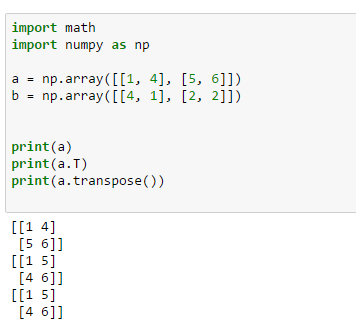 import math
import numpy as np
a = np.array([[1, 4], [5, 6]])
b = np.array([[4, 1], [2, 2]])
print(a)
print(a.T)
print(a.transpose())
[[1 4]
 [5 6]]
[[1 5]
 [4 6]]
[[1 5]
 [4 6]]